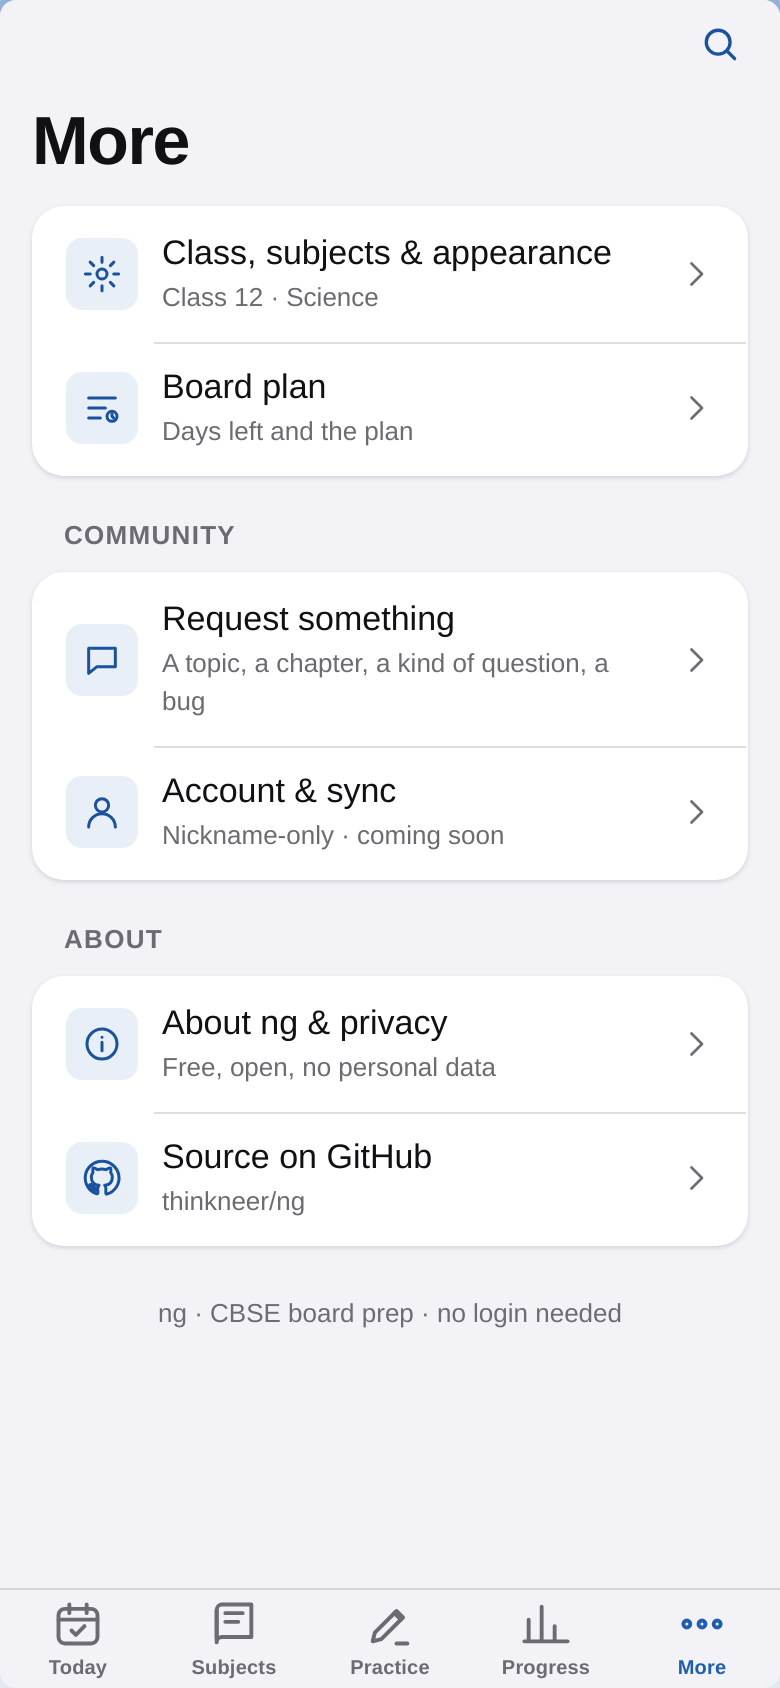 More
Class, subjects & appearance
Class 12 · Science
Board plan
Days left and the plan
COMMUNITY
Request something
A topic, a chapter, a kind of question, a
bug
Account & sync
Nickname-only · coming soon
ABOUT
About ng & privacy
Free, open, no personal data
Source on GitHub
thinkneer/ng
ng · CBSE board prep · no login needed
Today
Subjects
Practice
Progress
More